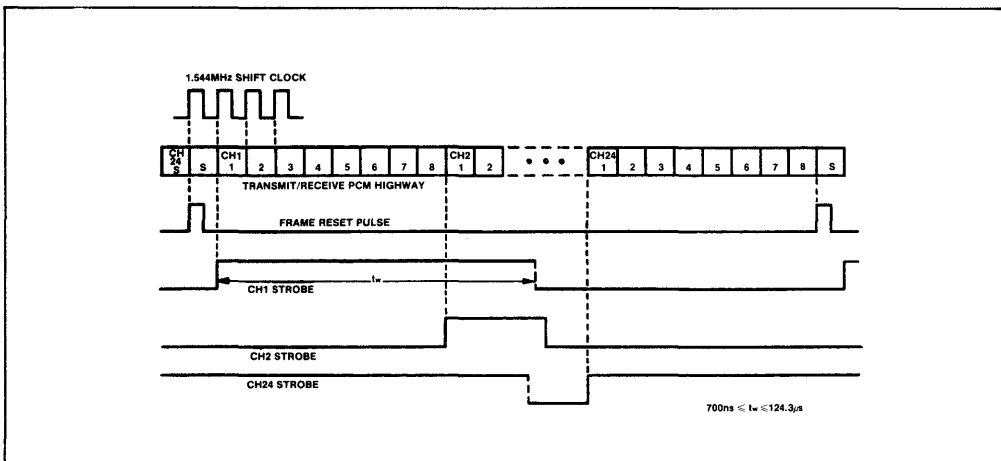 1.544MHz SHIFT CLOCK
CH 24 S S CH1 1 2 3 4 5 6 7 8 CH2 1 2 • • • CH24 1 2 3 4 5 6 7 8 S
TRANSMIT/RECEIVE PCM HIGHWAY
FRAME RESET PULSE
tw
CH1 STROBE
CH2 STROBE
CH24 STROBE
700ns ≤ tw ≤124.3μs